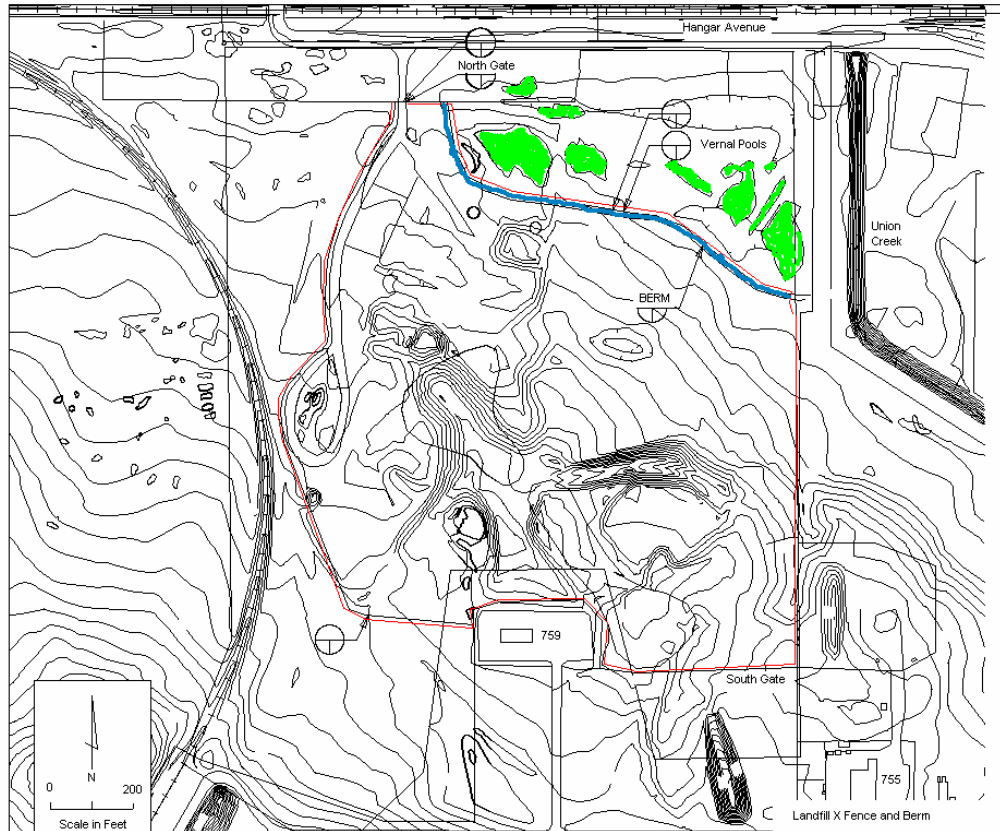 Hangar Avenue
North Gate
Vernal Pools
Union
Creek
BERM
759
South Gate
N
0 200
Scale in Feet
755
Landfill X Fence and Berm